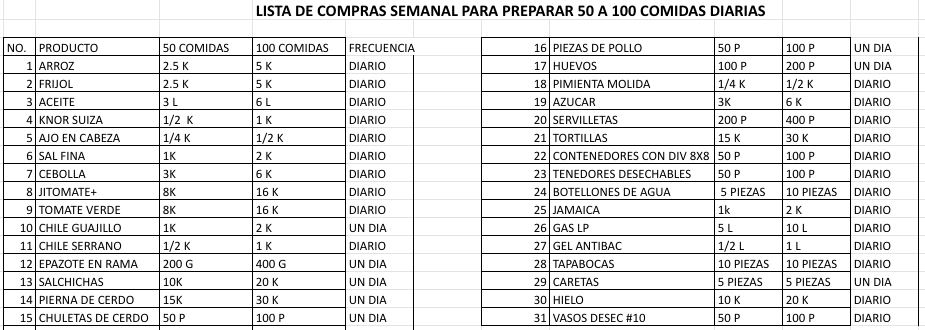 LISTA DE COMPRAS SEMANAL PARA PREPARAR 50 A 100 COMIDAS DIARIAS
NO. PRODUCTO 50 COMIDAS 100 COMIDAS FRECUENCIA
1 ARROZ 2.5 K 5 K DIARIO
2 FRIJOL 2.5 K 5 K DIARIO
3 ACEITE 3 L 6 L DIARIO
4 KNOR SUIZA 1/2 K 1 K DIARIO
5 AJO EN CABEZA 1/4 K 1/2 K DIARIO
6 SAL FINA 1K 2 K DIARIO
7 CEBOLLA 3K 6 K DIARIO
8 JITOMATE+ 8K 16 K DIARIO
9 TOMATE VERDE 8K 16 K DIARIO
10 CHILE GUAJILLO 1K 2 K UN DIA
11 CHILE SERRANO 1/2 K 1 K DIARIO
12 EPAZOTE EN RAMA 200 G 400 G UN DIA
13 SALCHICHAS 10K 20 K UN DIA
14 PIERNA DE CERDO 15K 30 K UN DIA
15 CHULETAS DE CERDO 50 P 100 P UN DIA
16 PIEZAS DE POLLO 50 P 100 P UN DIA
17 HUEVOS 100 P 200 P UN DIA
18 PIMIENTA MOLIDA 1/4 K 1/2 K DIARIO
19 AZUCAR 3K 6 K DIARIO
20 SERVILLETAS 200 P 400 P DIARIO
21 TORTILLAS 15 K 30 K DIARIO
22 CONTENEDORES CON DIV 8X8 50 P 100 P DIARIO
23 TENEDORES DESECHABLES 50 P 100 P DIARIO
24 BOTELLONES DE AGUA 5 PIEZAS 10 PIEZAS DIARIO
25 JAMAICA 1k 2 K DIARIO
26 GAS LP 5 L 10 L DIARIO
27 GEL ANTIBAC 1/2 L 1 L DIARIO
28 TAPABOCAS 10 PIEZAS 10 PIEZAS DIARIO
29 CARETAS 5 PIEZAS 5 PIEZAS UN DIA
30 HIELO 10 K 20 K DIARIO
31 VASOS DESEC #10 50 P 100 P DIARIO